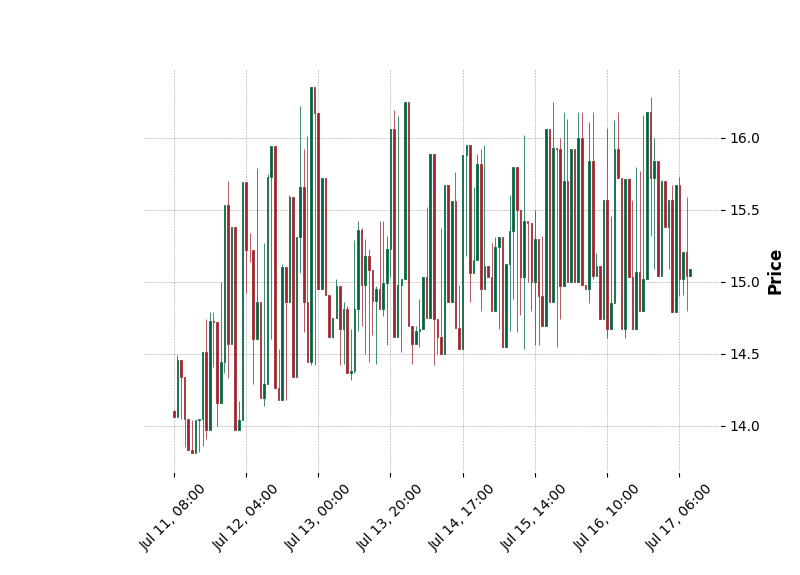 16.0
15.5
15.0
14.5
14.0
Price
Jul 11, 08:00
Jul 12, 04:00
Jul 13, 00:00
Jul 13, 20:00
Jul 14, 17:00
Jul 15, 14:00
Jul 16, 10:00
Jul 17, 06:00